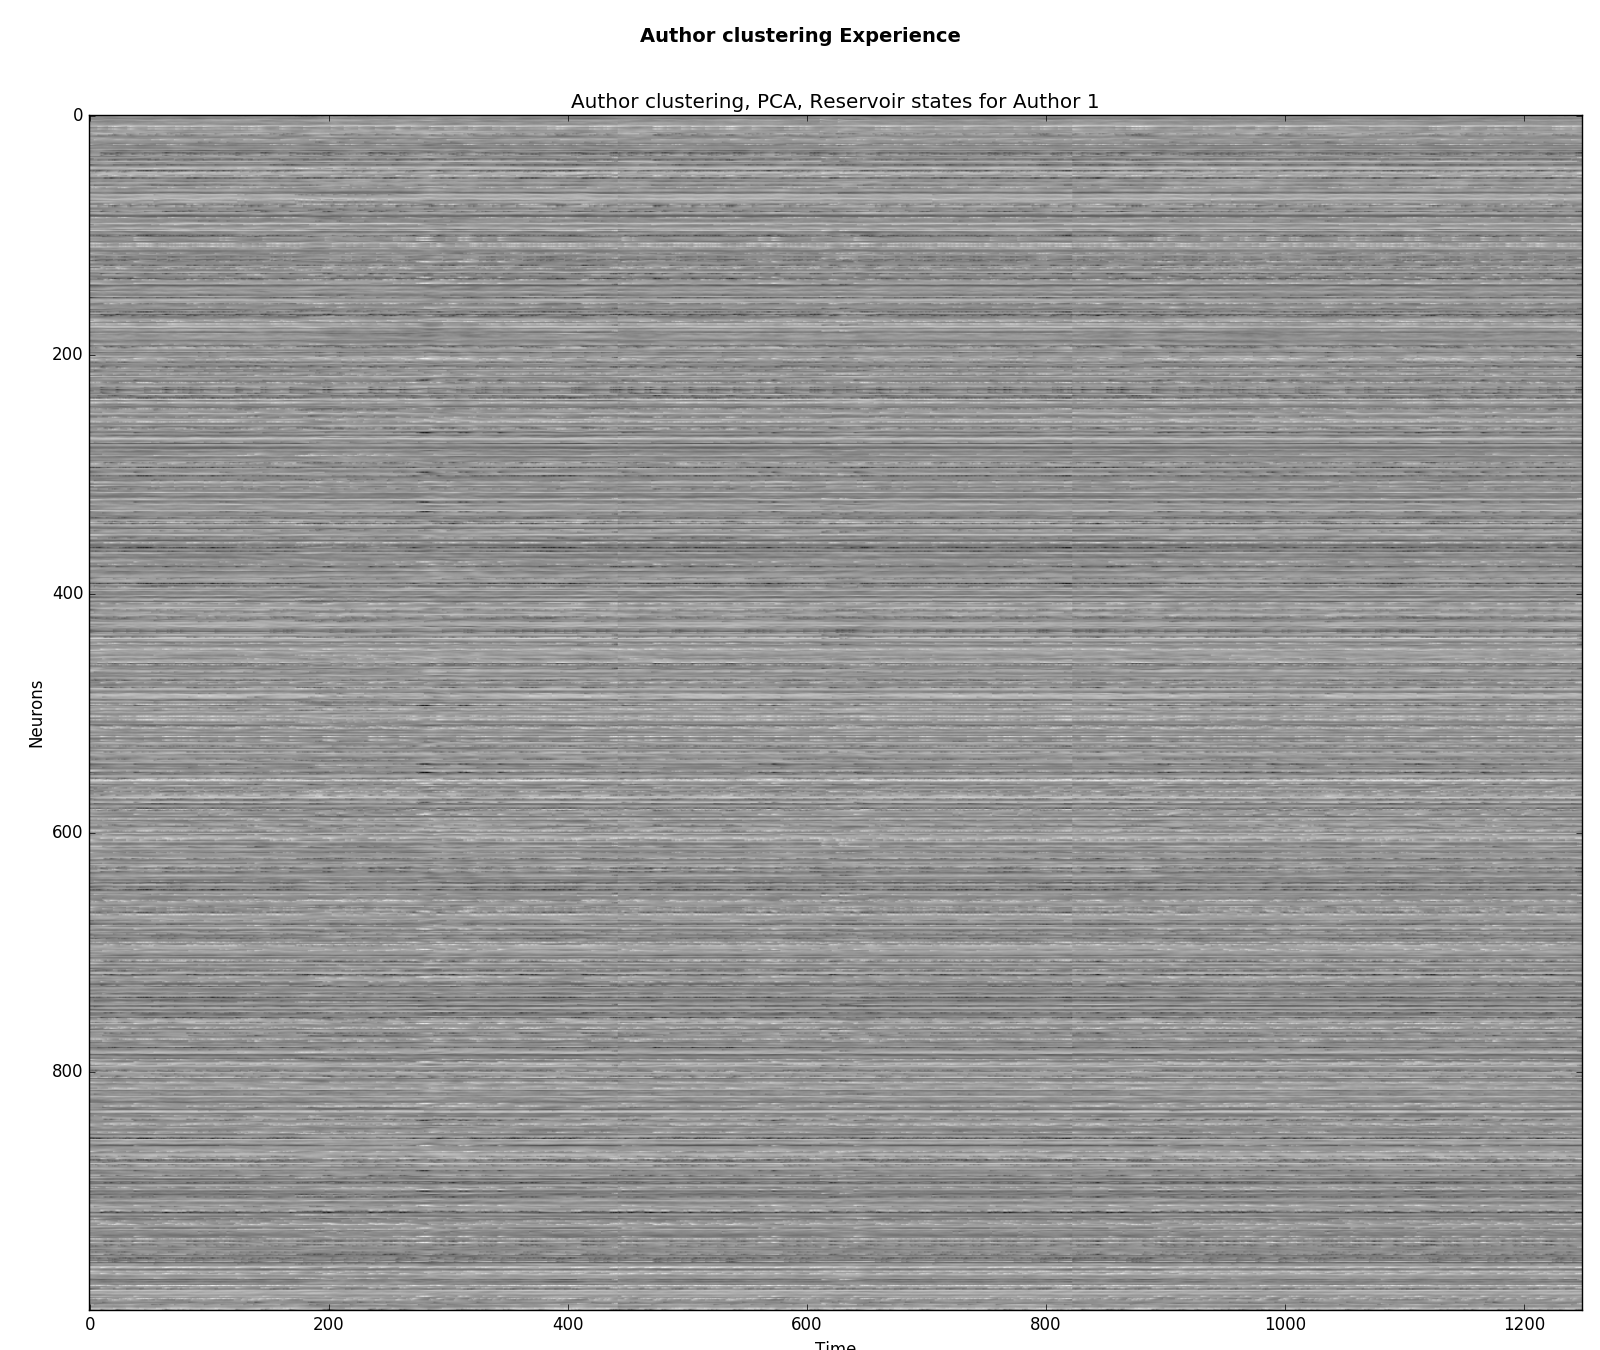 Author clustering Experience
Author clustering, PCA, Reservoir states for Author 1
0
200
400
600
800
Neurons
0 200 400 600 800 1000 1200
Time